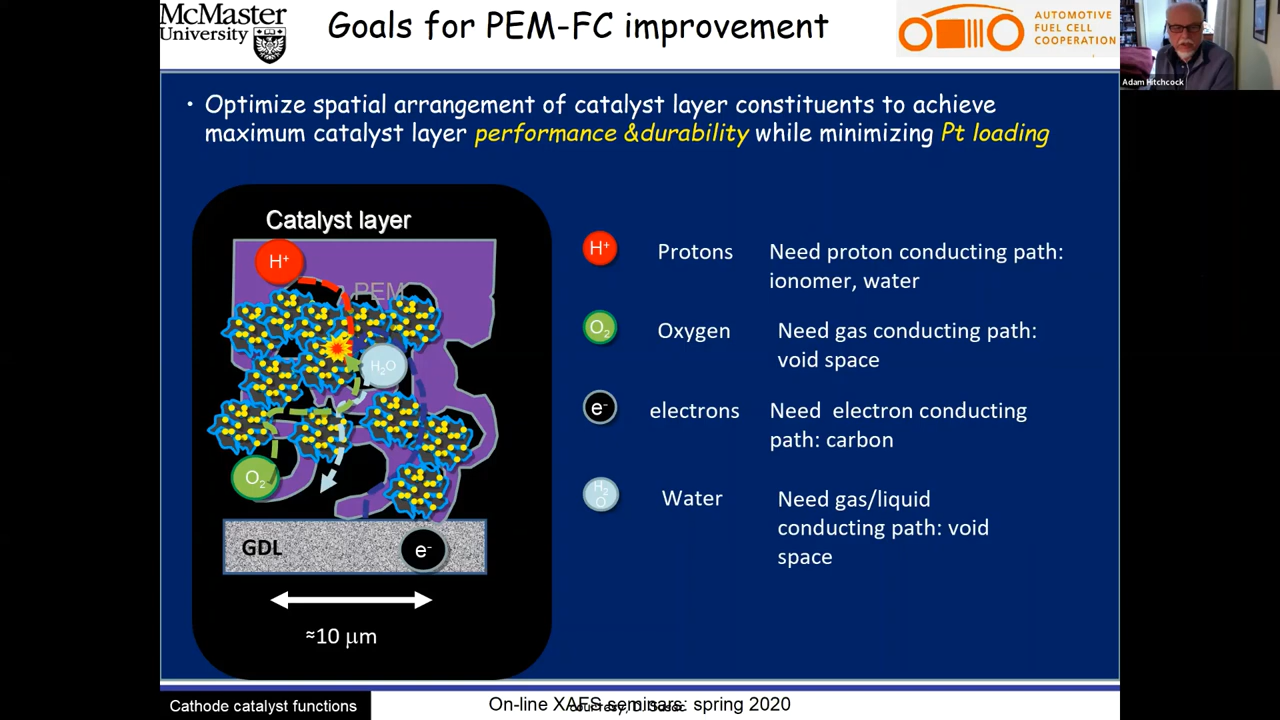 McMaster
University
Goals for PEM-FC improvement
AUTOMOTIVE
FUEL CELL
COOPERATION
Adam Hitchcock
• Optimize spatial arrangement of catalyst layer constituents to achieve
maximum catalyst layer performance &durability while minimizing Pt loading
Catalyst layer
H+
PEM
H2O
O2
GDL
e-
≈10 μm
H+ Protons Need proton conducting path:
ionomer, water
O2 Oxygen Need gas conducting path:
void space
e- electrons Need electron conducting
path: carbon
H2O Water Need gas/liquid
conducting path: void
space
Cathode catalyst functions
On-line XAFS seminars: spring 2020